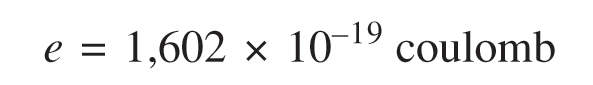 e = 1,602 × 10⁻¹⁹ coulomb